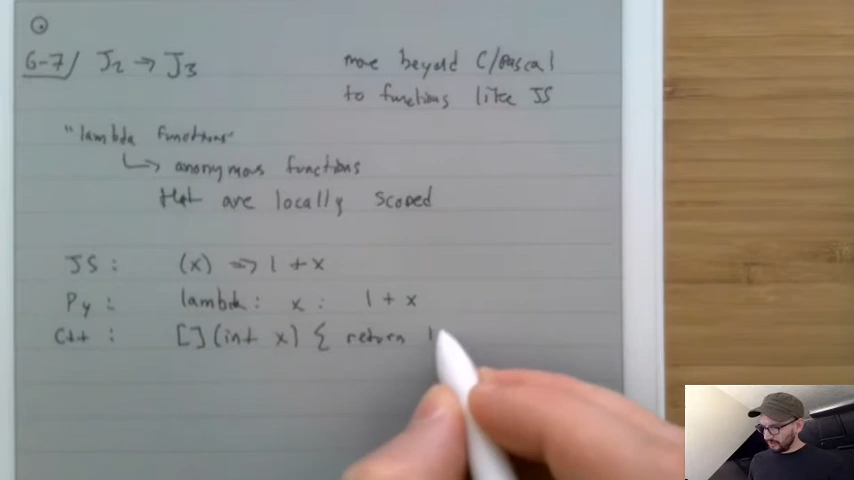 6-7/ J2 → J3
move beyond C/Pascal
to functions like JS
"lambda functions"
↳ anonymous functions
that are locally scoped
JS : (x) => 1 + x
Py : lambda: x : 1 + x
C++ : [](int x) { return 1